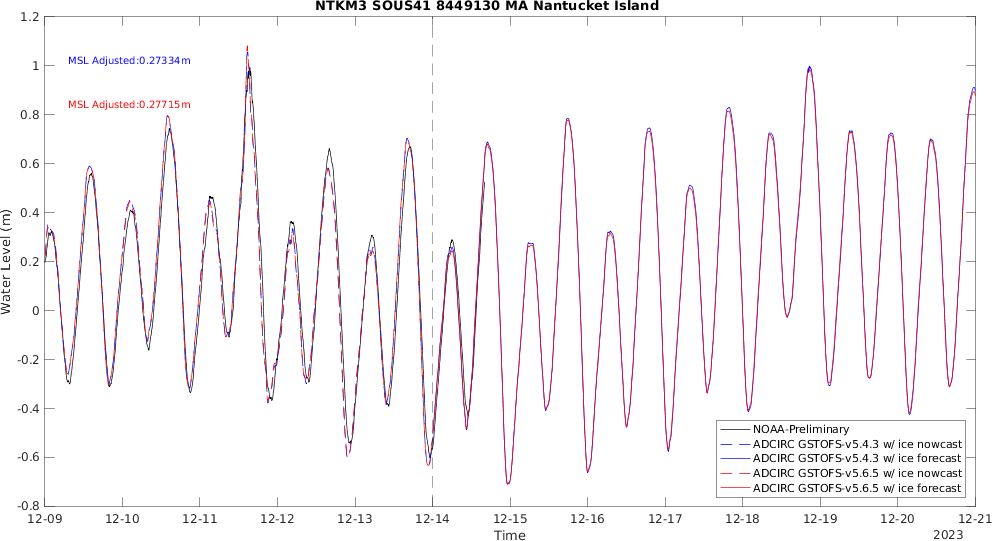 NTKM3 SOUS41 8449130 MA Nantucket Island
1.2
1
0.8
0.6
0.4
0.2
0
-0.2
-0.4
-0.6
-0.8
Water Level (m)
MSL Adjusted:0.27334m
MSL Adjusted:0.27715m
NOAA-Preliminary
ADCIRC GSTOFS-v5.4.3 w/ ice nowcast
ADCIRC GSTOFS-v5.4.3 w/ ice forecast
ADCIRC GSTOFS-v5.6.5 w/ ice nowcast
ADCIRC GSTOFS-v5.6.5 w/ ice forecast
12-09 12-10 12-11 12-12 12-13 12-14 12-15 12-16 12-17 12-18 12-19 12-20 12-21
Time
2023